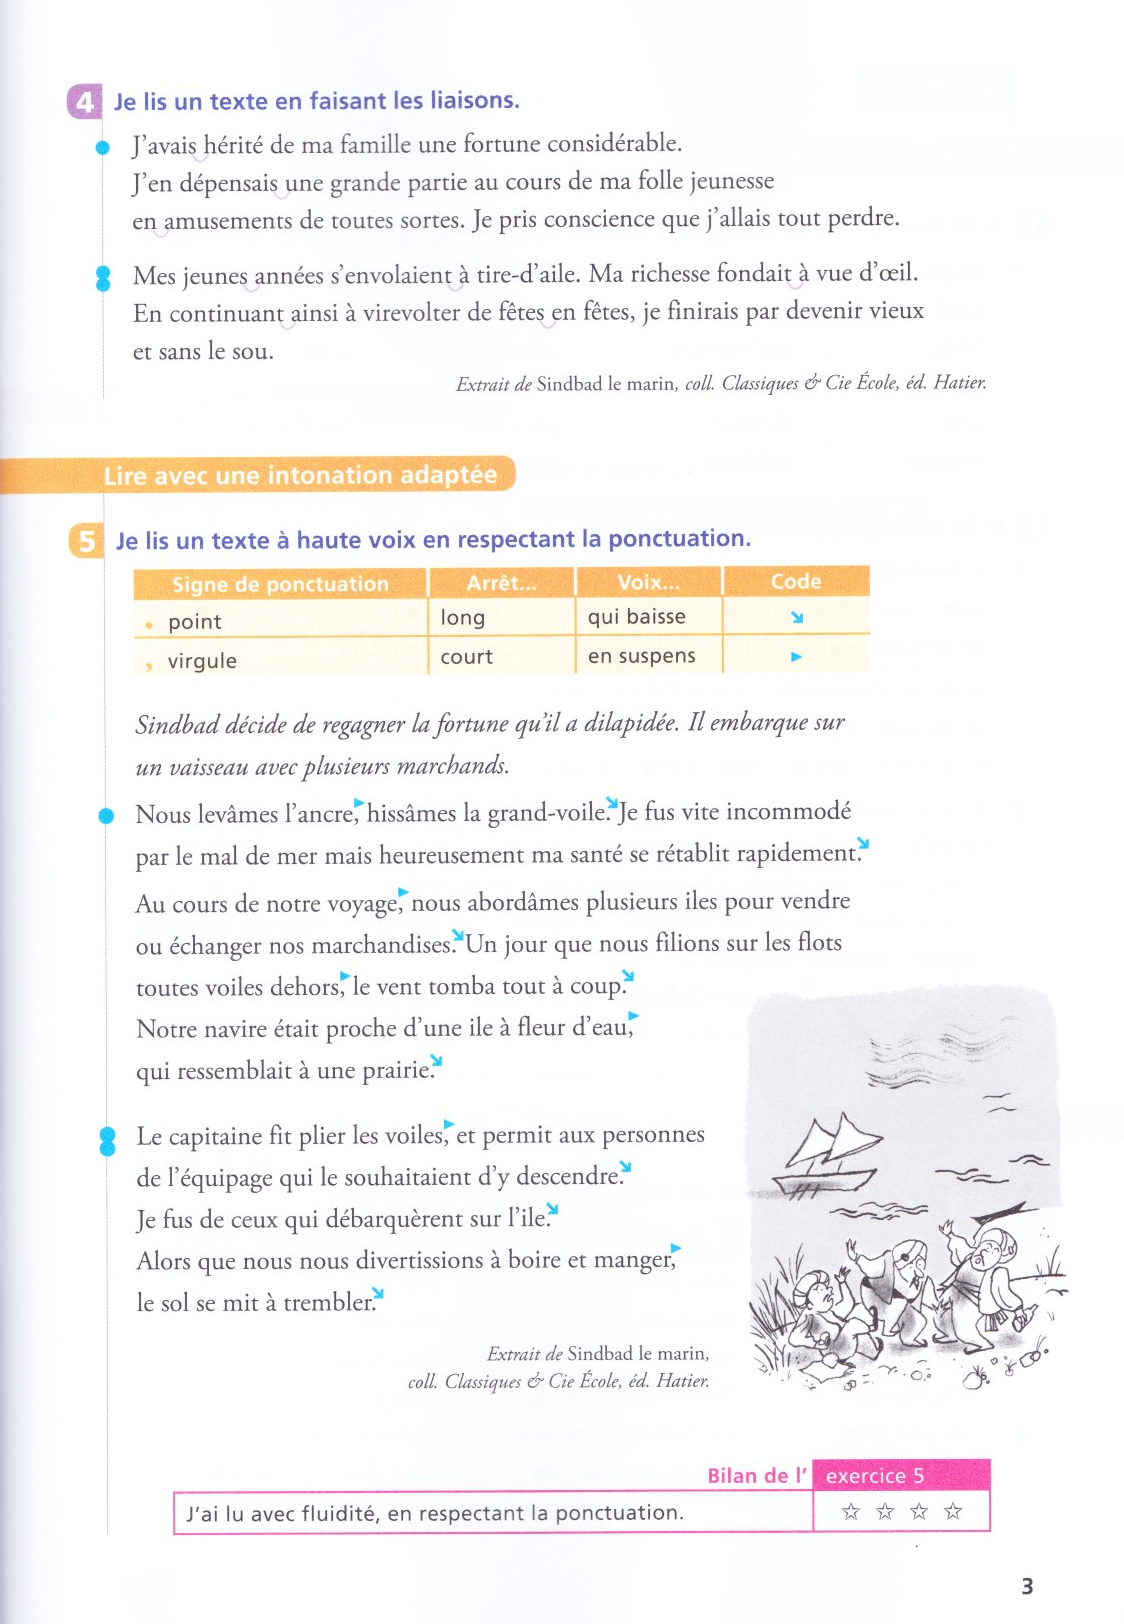 4 Je lis un texte en faisant les liaisons.
J'avais hérité de ma famille une fortune considérable.
J'en dépensais une grande partie au cours de ma folle jeunesse
en amusements de toutes sortes. Je pris conscience que j'allais tout perdre.
Mes jeunes années s'envolaient à tire-d'aile. Ma richesse fondait à vue d'œil.
En continuant ainsi à virevolter de fêtes en fêtes, je finirais par devenir vieux
et sans le sou.
Extrait de Sindbad le marin, coll. Classiques & Cie École, éd. Hatier.
Lire avec une intonation adaptée
5 Je lis un texte à haute voix en respectant la ponctuation.
Signe de ponctuation Arrêt... Voix... Code
. point long qui baisse ↘
, virgule court en suspens ►
Sindbad décide de regagner la fortune qu'il a dilapidée. Il embarque sur
un vaisseau avec plusieurs marchands.
Nous levâmes l'ancre,► hissâmes la grand-voile.↘ Je fus vite incommodé
par le mal de mer mais heureusement ma santé se rétablit rapidement.↘
Au cours de notre voyage,► nous abordâmes plusieurs iles pour vendre
ou échanger nos marchandises.↘ Un jour que nous filions sur les flots
toutes voiles dehors,► le vent tomba tout à coup.↘
Notre navire était proche d'une ile à fleur d'eau,►
qui ressemblait à une prairie.↘
Le capitaine fit plier les voiles,► et permit aux personnes
de l'équipage qui le souhaitaient d'y descendre.↘
Je fus de ceux qui débarquèrent sur l'ile.↘
Alors que nous nous divertissions à boire et manger,►
le sol se mit à trembler.↘
Extrait de Sindbad le marin,
coll. Classiques & Cie École, éd. Hatier.
Bilan de l' exercice 5
J'ai lu avec fluidité, en respectant la ponctuation. ☆ ☆ ☆ ☆
3